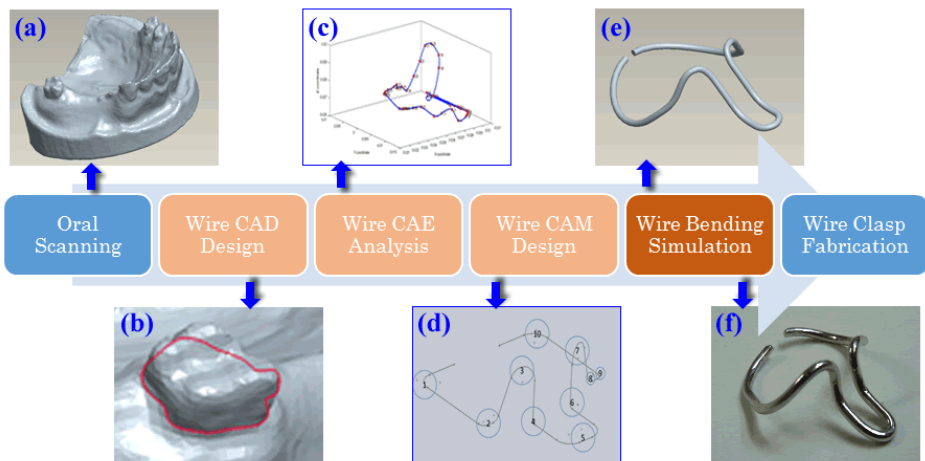 (a)
(c)
(e)
Oral
Scanning
Wire CAD
Design
Wire CAE
Analysis
Wire CAM
Design
Wire Bending
Simulation
Wire Clasp
Fabrication
(b)
(d)
(f)
10
7
3
9
8
1
6
2
4
5